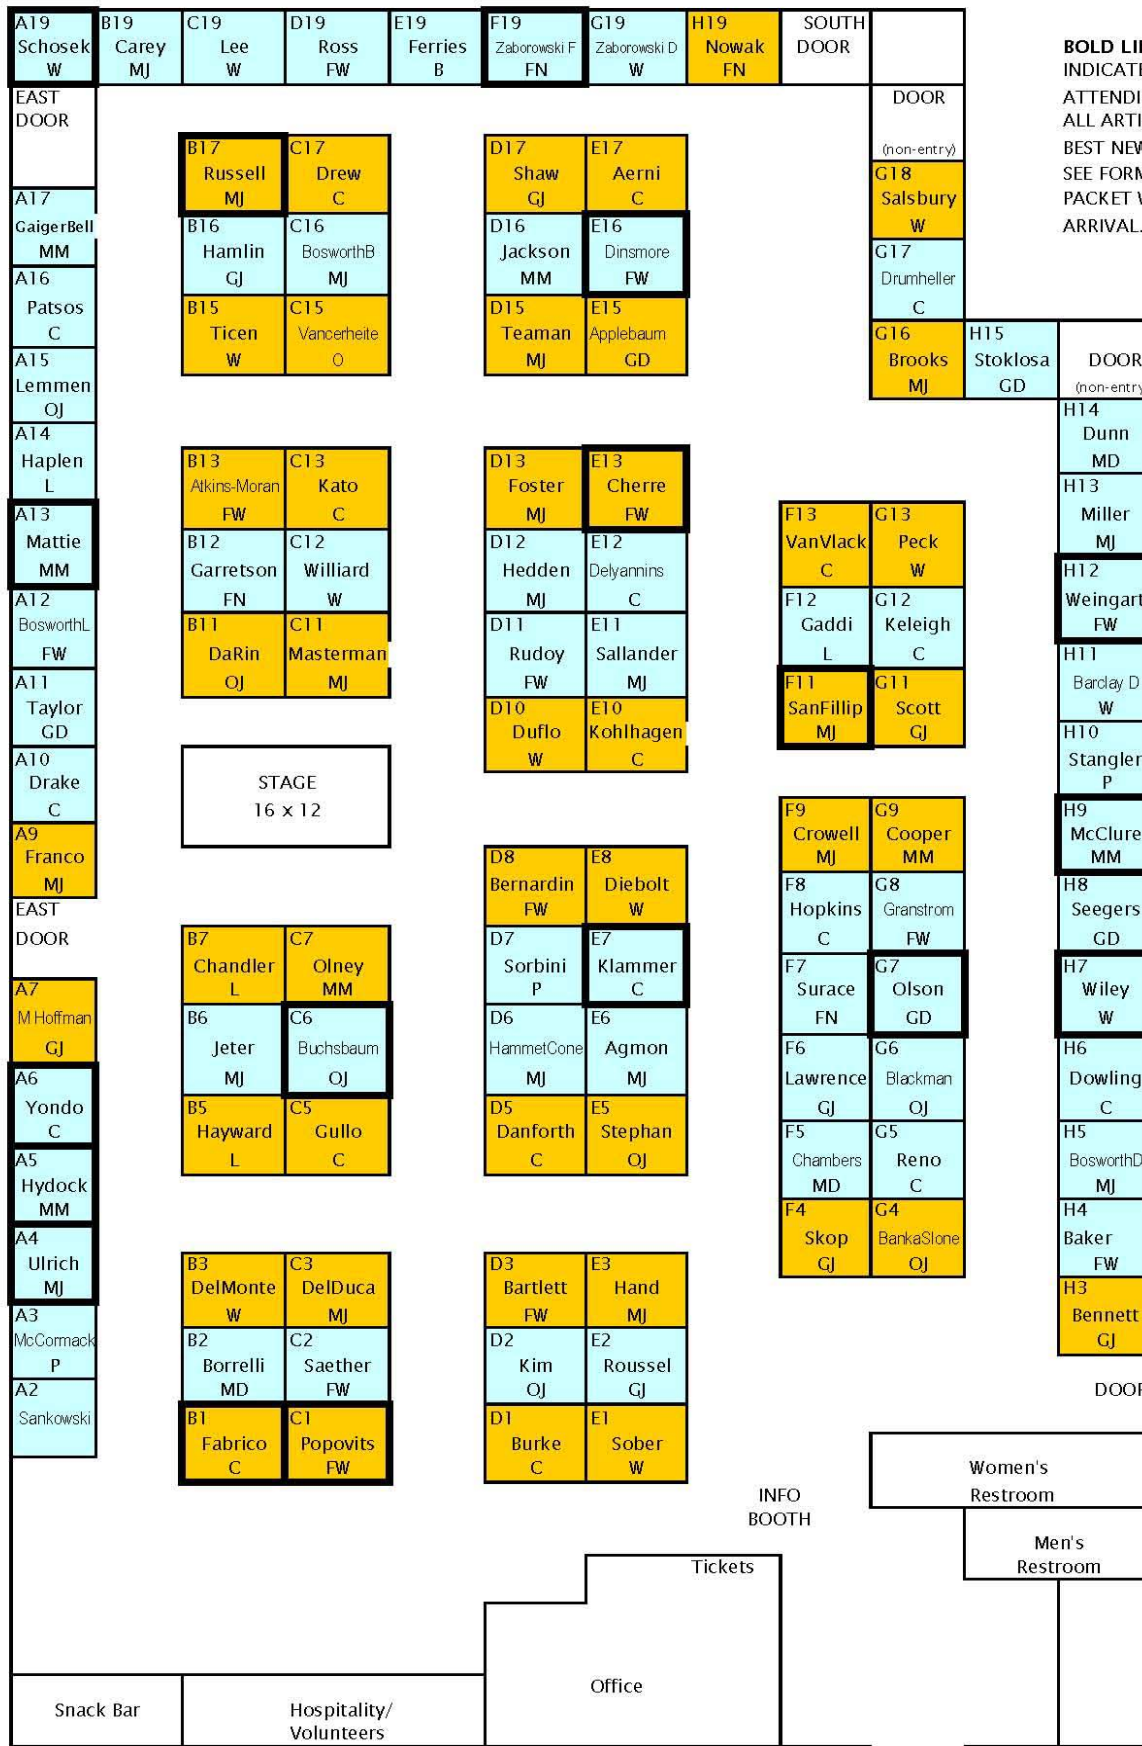 A19
Schosek
W
B19
Carey
MJ
C19
Lee
W
D19
Ross
FW
E19
Ferries
B
F19
Zaborowski F
FN
G19
Zaborowski D
W
H19
Nowak
FN
SOUTH
DOOR
BOLD LI
INDICATE
ATTENDI
ALL ARTI
BEST NEW
SEE FORM
PACKET W
ARRIVAL.
EAST
DOOR
DOOR
(non-entry)
B17
Russell
MJ
C17
Drew
C
D17
Shaw
GJ
E17
Aerni
C
G18
Salsbury
W
A17
GaigerBell
MM
B16
Hamlin
GJ
C16
BosworthB
MJ
D16
Jackson
MM
E16
Dinsmore
FW
G17
Drumheller
C
A16
Patsos
C
B15
Ticen
W
C15
Vancerheite
O
D15
Teaman
MJ
E15
Applebaum
GD
G16
Brooks
MJ
H15
Stoklosa
GD
DOOR
(non-entry
A15
Lemmen
OJ
A14
Haplen
L
H14
Dunn
MD
B13
Atkins-Moran
FW
C13
Kato
C
D13
Foster
MJ
E13
Cherre
FW
H13
Miller
MJ
A13
Mattie
MM
F13
VanVlack
C
G13
Peck
W
B12
Garretson
FN
C12
Williard
W
D12
Hedden
MJ
E12
Delyannins
C
H12
Weingart
FW
A12
BosworthL
FW
F12
Gaddi
L
G12
Keleigh
C
B11
DaRin
OJ
C11
Masterman
MJ
D11
Rudoy
FW
E11
Sallander
MJ
H11
Barclay D
W
A11
Taylor
GD
F11
SanFillip
MJ
G11
Scott
GJ
D10
Duflo
W
E10
Kohlhagen
C
H10
Stangler
P
A10
Drake
C
STAGE
16 x 12
F9
Crowell
MJ
G9
Cooper
MM
H9
McClure
MM
A9
Franco
MJ
D8
Bernardin
FW
E8
Diebolt
W
F8
Hopkins
C
G8
Granstrom
FW
H8
Seegers
GD
EAST
DOOR
B7
Chandler
L
C7
Olney
MM
D7
Sorbini
P
E7
Klammer
C
F7
Surace
FN
G7
Olson
GD
H7
Wiley
W
A7
M Hoffman
GJ
B6
Jeter
MJ
C6
Buchsbaum
OJ
D6
HammetCone
MJ
E6
Agmon
MJ
F6
Lawrence
GJ
G6
Blackman
OJ
H6
Dowling
C
A6
Yondo
C
B5
Hayward
L
C5
Gullo
C
D5
Danforth
C
E5
Stephan
OJ
F5
Chambers
MD
G5
Reno
C
H5
BosworthD
MJ
A5
Hydock
MM
F4
Skop
GJ
G4
BankaSlone
OJ
H4
Baker
FW
A4
Ulrich
MJ
B3
DelMonte
W
C3
DelDuca
MJ
D3
Bartlett
FW
E3
Hand
MJ
H3
Bennett
GJ
A3
McCormack
P
B2
Borrelli
MD
C2
Saether
FW
D2
Kim
OJ
E2
Roussel
GJ
A2
Sankowski
DOOR
B1
Fabrico
C
C1
Popovits
FW
D1
Burke
C
E1
Sober
W
Women's
Restroom
INFO
BOOTH
Men's
Restroom
Tickets
Office
Snack Bar
Hospitality/
Volunteers